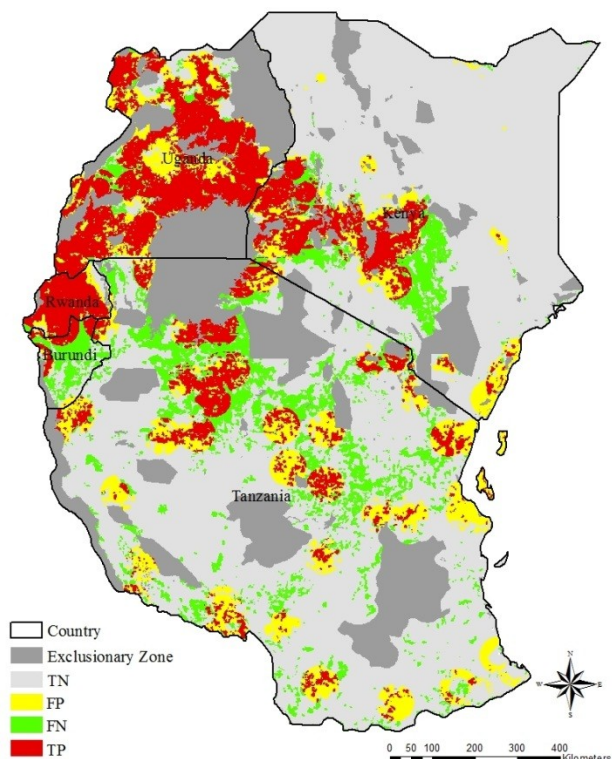 Uganda
Kenya
Rwanda
Burundi
Tanzania
Country
Exclusionary Zone
TN
FP
FN
TP
N
W E
S
0 50 100 200 300 400
Kilometers